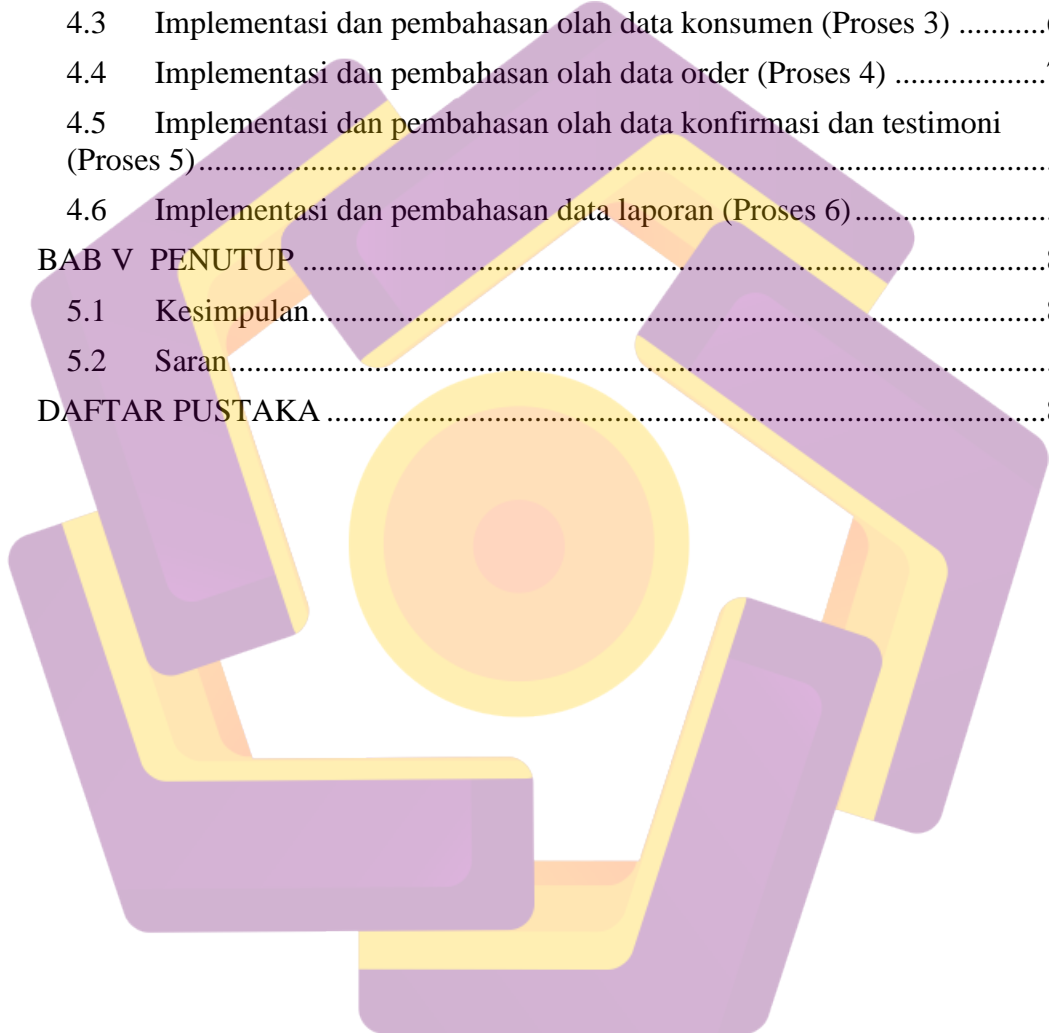 4.3 Implementasi dan pembahasan olah data konsumen (Proses 3) ...........
4.4 Implementasi dan pembahasan olah data order (Proses 4) ..................
4.5 Implementasi dan pembahasan olah data konfirmasi dan testimoni
(Proses 5)......................................................................
4.6 Implementasi dan pembahasan data laporan (Proses 6).......................
BAB V PENUTUP ..............................................................
5.1 Kesimpulan..............................................................
5.2 Saran...................................................................
DAFTAR PUSTAKA .............................................................